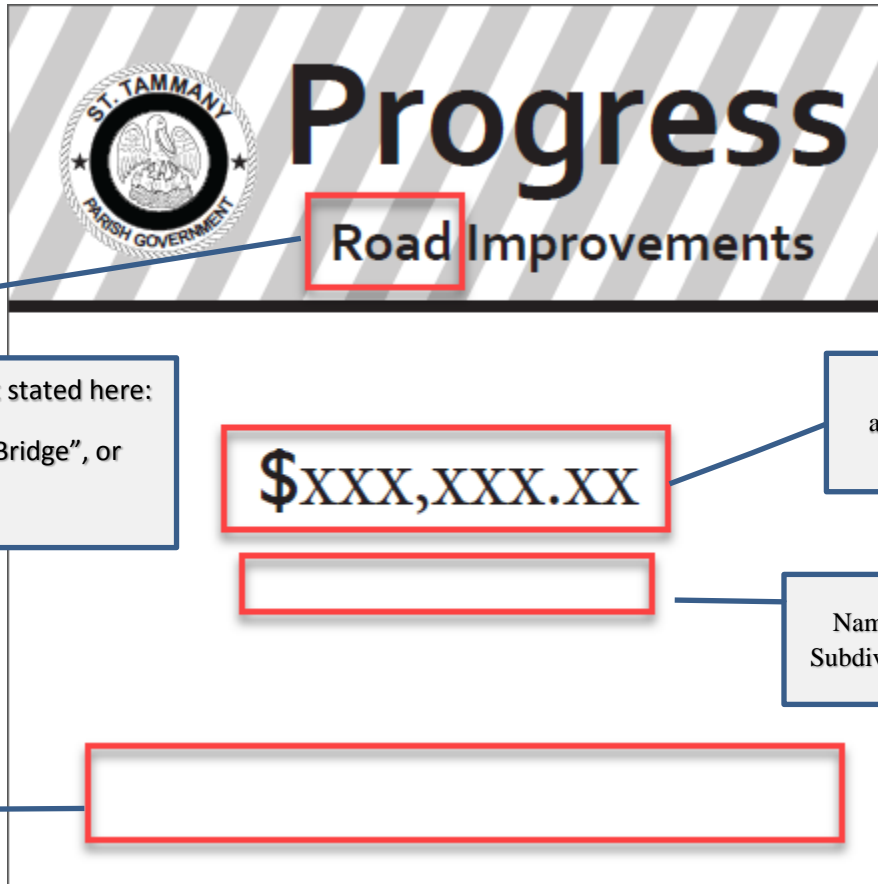 ST. TAMMANY
PARISH GOVERNMENT
Progress
Road Improvements
stated here:
Bridge”, or
$xxx,xxx.xx
a
Nam
Subdiv